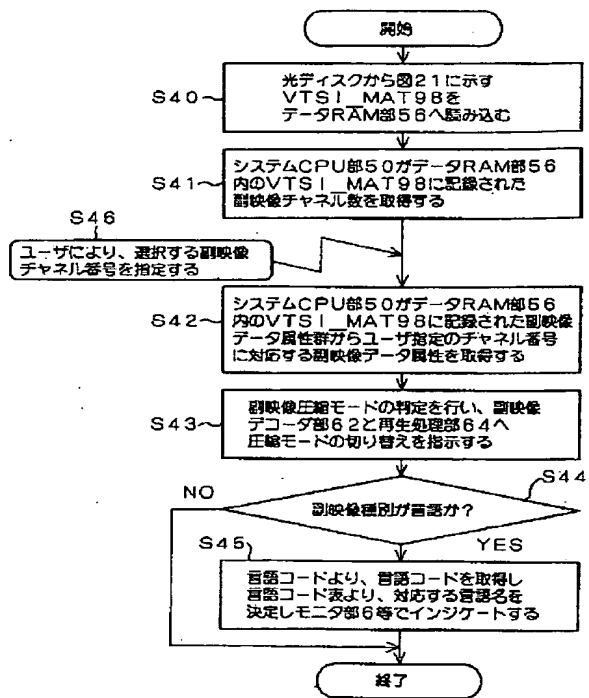 開始
S40
光ディスクから図21に示す
VTSI_MAT98を
データRAM部56へ読み込む
S41
システムCPU部50がデータRAM部56
内のVTSI_MAT98に記録された
副映像チャネル数を取得する
S46
ユーザにより、選択する副映像
チャネル番号を指定する
S42
システムCPU部50がデータRAM部56
内のVTSI_MAT98に記録された副映像
データ属性群からユーザ指定のチャネル番号
に対応する副映像データ属性を取得する
S43
副映像圧縮モードの判定を行い、副映像
デコーダ部62と再生処理部64へ
圧縮モードの切り替えを指示する
S44
副映像種別が言語か?
NO
YES
S45
言語コードより、言語コードを取得し
言語コード表より、対応する言語名を
決定しモニタ部6等でインジケートする
終了